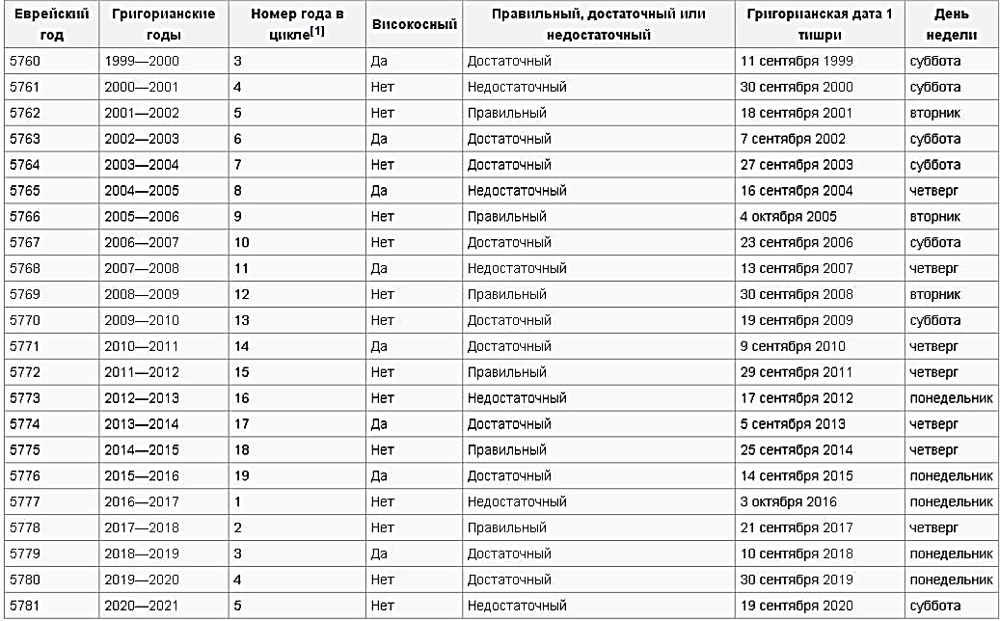 Еврейский год | Григорианские годы | Номер года в цикле[1] | Високосный | Правильный, достаточный или недостаточный | Григорианская дата 1 тишри | День недели
5760 | 1999—2000 | 3 | Да | Достаточный | 11 сентября 1999 | суббота
5761 | 2000—2001 | 4 | Нет | Недостаточный | 30 сентября 2000 | суббота
5762 | 2001—2002 | 5 | Нет | Правильный | 18 сентября 2001 | вторник
5763 | 2002—2003 | 6 | Да | Достаточный | 7 сентября 2002 | суббота
5764 | 2003—2004 | 7 | Нет | Достаточный | 27 сентября 2003 | суббота
5765 | 2004—2005 | 8 | Да | Недостаточный | 16 сентября 2004 | четверг
5766 | 2005—2006 | 9 | Нет | Правильный | 4 октября 2005 | вторник
5767 | 2006—2007 | 10 | Нет | Достаточный | 23 сентября 2006 | суббота
5768 | 2007—2008 | 11 | Да | Недостаточный | 13 сентября 2007 | четверг
5769 | 2008—2009 | 12 | Нет | Правильный | 30 сентября 2008 | вторник
5770 | 2009—2010 | 13 | Нет | Достаточный | 19 сентября 2009 | суббота
5771 | 2010—2011 | 14 | Да | Достаточный | 9 сентября 2010 | четверг
5772 | 2011—2012 | 15 | Нет | Правильный | 29 сентября 2011 | четверг
5773 | 2012—2013 | 16 | Нет | Недостаточный | 17 сентября 2012 | понедельник
5774 | 2013—2014 | 17 | Да | Достаточный | 5 сентября 2013 | четверг
5775 | 2014—2015 | 18 | Нет | Правильный | 25 сентября 2014 | четверг
5776 | 2015—2016 | 19 | Да | Достаточный | 14 сентября 2015 | понедельник
5777 | 2016—2017 | 1 | Нет | Недостаточный | 3 октября 2016 | понедельник
5778 | 2017—2018 | 2 | Нет | Правильный | 21 сентября 2017 | четверг
5779 | 2018—2019 | 3 | Да | Достаточный | 10 сентября 2018 | понедельник
5780 | 2019—2020 | 4 | Нет | Достаточный | 30 сентября 2019 | понедельник
5781 | 2020—2021 | 5 | Нет | Недостаточный | 19 сентября 2020 | суббота